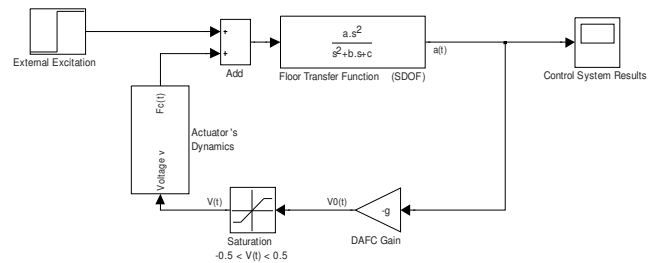 External Excitation
+
+
Add
a.s²
s²+b.s+c
Floor Transfer Function (SDOF)
a(t)
Control System Results
Fc(t)
Voltage v
Actuator's
Dynamics
V(t)
Saturation
-0.5 < V(t) < 0.5
V0(t)
-g
DAFC Gain